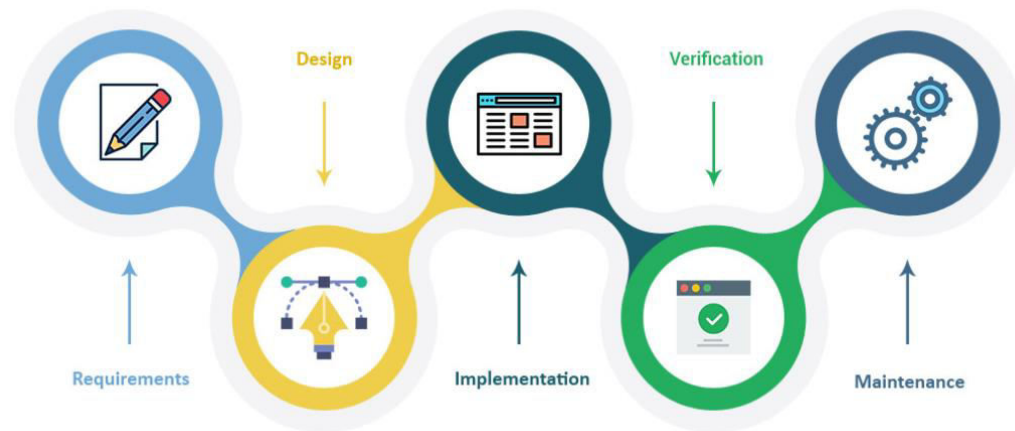 Requirements
Design
Implementation
Verification
Maintenance